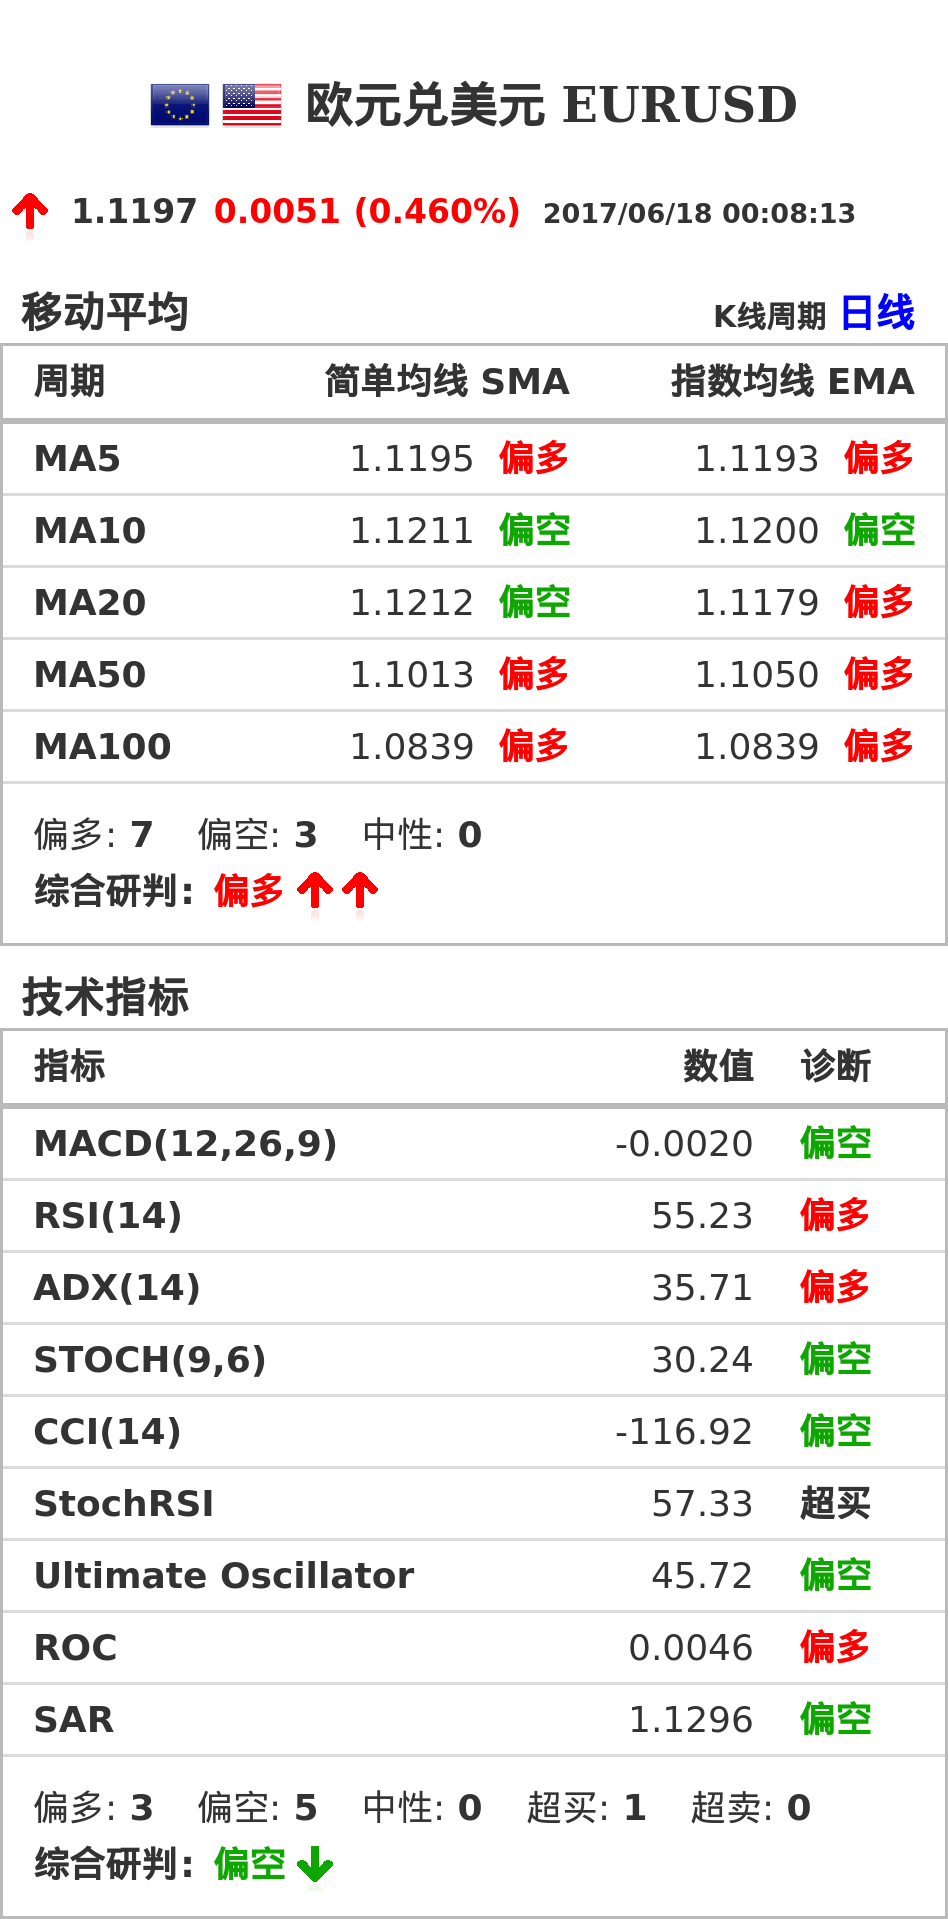 欧元兑美元 EURUSD
1.1197 0.0051 (0.460%) 2017/06/18 00:08:13
移动平均 K线周期 日线
周期 简单均线 SMA 指数均线 EMA
MA5 1.1195 偏多 1.1193 偏多
MA10 1.1211 偏空 1.1200 偏空
MA20 1.1212 偏空 1.1179 偏多
MA50 1.1013 偏多 1.1050 偏多
MA100 1.0839 偏多 1.0839 偏多
偏多: 7 偏空: 3 中性: 0
综合研判: 偏多
技术指标
指标 数值 诊断
MACD(12,26,9) -0.0020 偏空
RSI(14) 55.23 偏多
ADX(14) 35.71 偏多
STOCH(9,6) 30.24 偏空
CCI(14) -116.92 偏空
StochRSI 57.33 超买
Ultimate Oscillator 45.72 偏空
ROC 0.0046 偏多
SAR 1.1296 偏空
偏多: 3 偏空: 5 中性: 0 超买: 1 超卖: 0
综合研判: 偏空